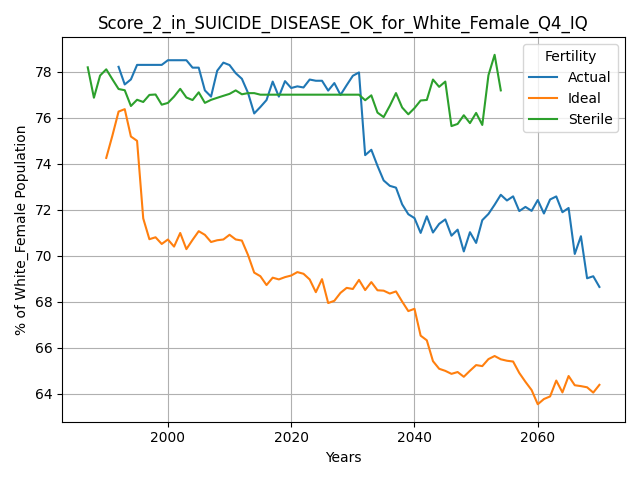 Score_2_in_SUICIDE_DISEASE_OK_for_White_Female_Q4_IQ
% of White_Female Population
78
76
74
72
70
68
66
64
Fertility
Actual
Ideal
Sterile
2000 2020 2040 2060
Years